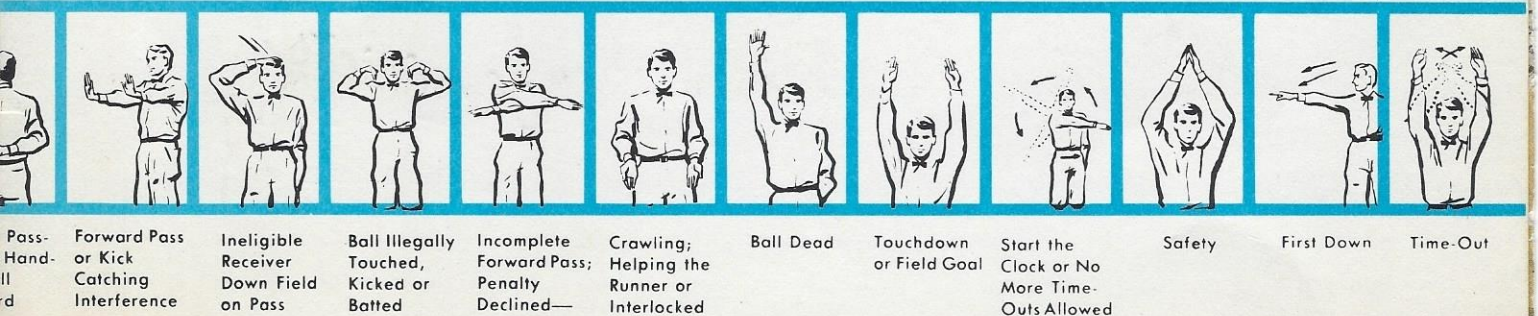 Pass-
Hand-
Forward Pass
or Kick
Catching
Interference
Ineligible
Receiver
Down Field
on Pass
Ball Illegally
Touched,
Kicked or
Batted
Incomplete
Forward Pass;
Penalty
Declined—
Crawling;
Helping the
Runner or
Interlocked
Ball Dead
Touchdown
or Field Goal
Start the
Clock or No
More Time-
Outs Allowed
Safety
First Down
Time-Out